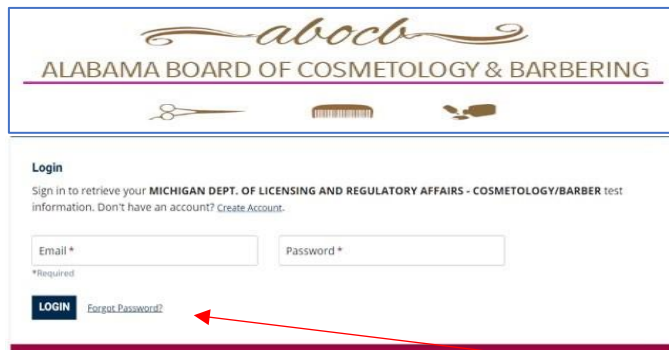 abocb
ALABAMA BOARD OF COSMETOLOGY & BARBERING
Login
Sign in to retrieve your MICHIGAN DEPT. OF LICENSING AND REGULATORY AFFAIRS - COSMETOLOGY/BARBER test
information. Don't have an account? Create Account.
Email * Password *
*Required
LOGIN Forgot Password?